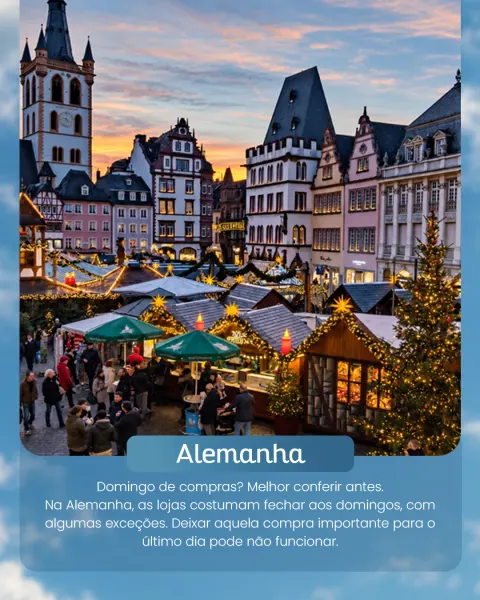 Alemanha
Domingo de compras? Melhor conferir antes.
Na Alemanha, as lojas costumam fechar aos domingos, com
algumas exceções. Deixar aquela compra importante para o
último dia pode não funcionar.